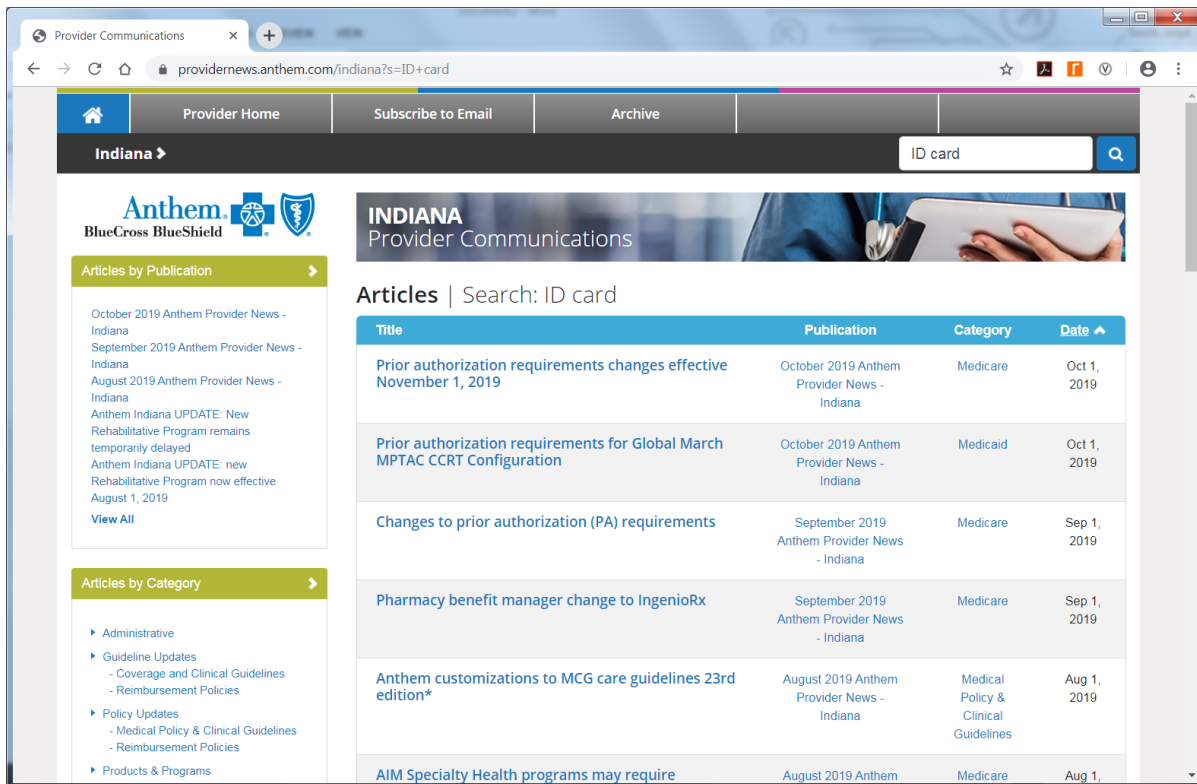 Provider Communications
providernews.anthem.com/indiana?s=ID+card
Provider Home
Subscribe to Email
Archive
Indiana
ID card
Anthem.
BlueCross BlueShield
INDIANA
Provider Communications
Articles by Publication
October 2019 Anthem Provider News -
Indiana
September 2019 Anthem Provider News -
Indiana
August 2019 Anthem Provider News -
Indiana
Anthem Indiana UPDATE: New
Rehabilitative Program remains
temporarily delayed
Anthem Indiana UPDATE: new
Rehabilitative Program now effective
August 1, 2019
View All
Articles by Category
Administrative
Guideline Updates
- Coverage and Clinical Guidelines
- Reimbursement Policies
Policy Updates
- Medical Policy & Clinical Guidelines
- Reimbursement Policies
Products & Programs
Articles | Search: ID card
Title Publication Category Date
Prior authorization requirements changes effective
November 1, 2019
October 2019 Anthem
Provider News -
Indiana
Medicare
Oct 1,
2019
Prior authorization requirements for Global March
MPTAC CCRT Configuration
October 2019 Anthem
Provider News -
Indiana
Medicaid
Oct 1,
2019
Changes to prior authorization (PA) requirements
September 2019
Anthem Provider News
- Indiana
Medicare
Sep 1,
2019
Pharmacy benefit manager change to IngenioRx
September 2019
Anthem Provider News
- Indiana
Medicare
Sep 1,
2019
Anthem customizations to MCG care guidelines 23rd
edition*
August 2019 Anthem
Provider News -
Indiana
Medical
Policy &
Clinical
Guidelines
Aug 1,
2019
AIM Specialty Health programs may require
August 2019 Anthem
Medicare
Aug 1,